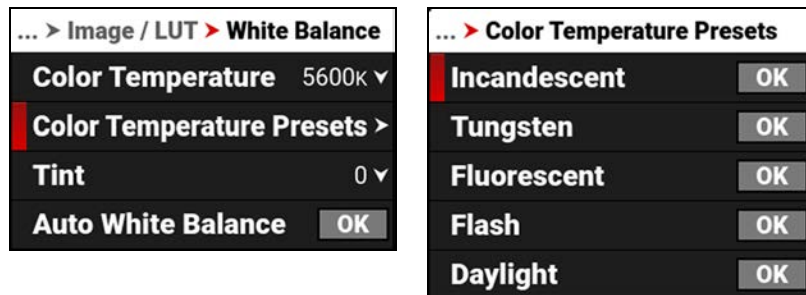 ... > Image / LUT > White Balance
Color Temperature 5600K
Color Temperature Presets >
Tint 0
Auto White Balance OK
... > Color Temperature Presets
Incandescent OK
Tungsten OK
Fluorescent OK
Flash OK
Daylight OK